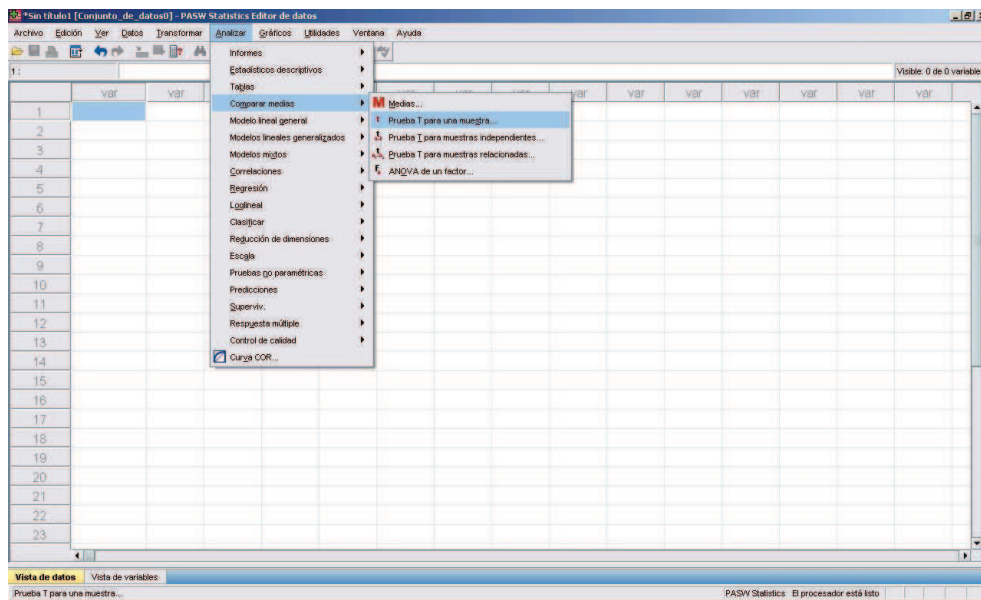 *Sin título1 [Conjunto_de_datos0] - PASW Statistics Editor de datos
Archivo Edición Ver Datos Transformar Analizar Gráficos Utilidades Ventana Ayuda
1 :
Visible: 0 de 0 variable
var var var var var var var var
Informes
Estadísticos descriptivos
Tablas
Comparar medias
Modelo lineal general
Modelos lineales generalizados
Modelos mixtos
Correlaciones
Regresión
Loglineal
Clasificar
Reducción de dimensiones
Escala
Pruebas no paramétricas
Predicciones
Superviv.
Respuesta múltiple
Control de calidad
Curva COR...
M Medias...
t Prueba T para una muestra...
Prueba T para muestras independientes...
Prueba T para muestras relacionadas...
ANOVA de un factor...
1
2
3
4
5
6
7
8
9
10
11
12
13
14
15
16
17
18
19
20
21
22
23
Vista de datos Vista de variables
Prueba T para una muestra...
PASW Statistics El procesador está listo